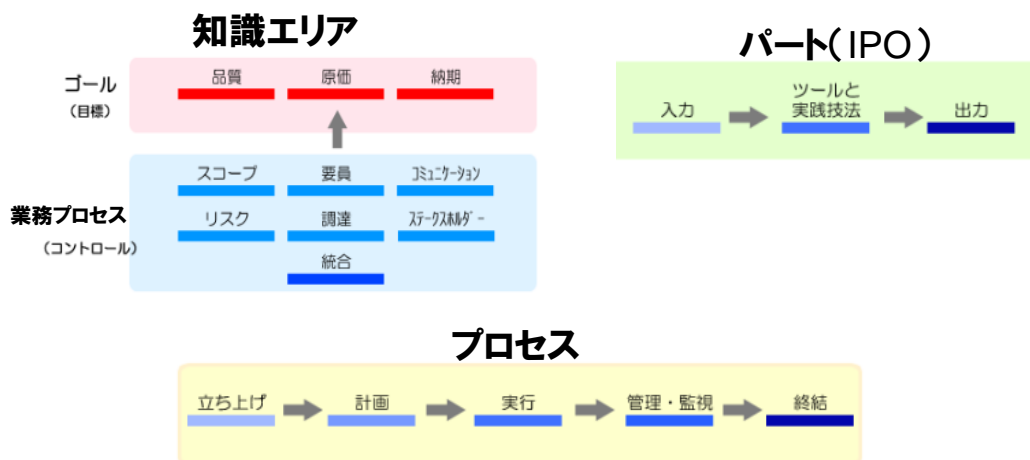 知識エリア
ゴール
(目標)
品質
原価
納期
業務プロセス
(コントロール)
スコープ
要員
ｺﾐｭﾆｹｰｼｮﾝ
リスク
調達
ｽﾃｰｸｽﾎﾙﾀﾞｰ
統合
パート(IPO)
入力
ツールと
実践技法
出力
プロセス
立ち上げ
計画
実行
管理・監視
終結